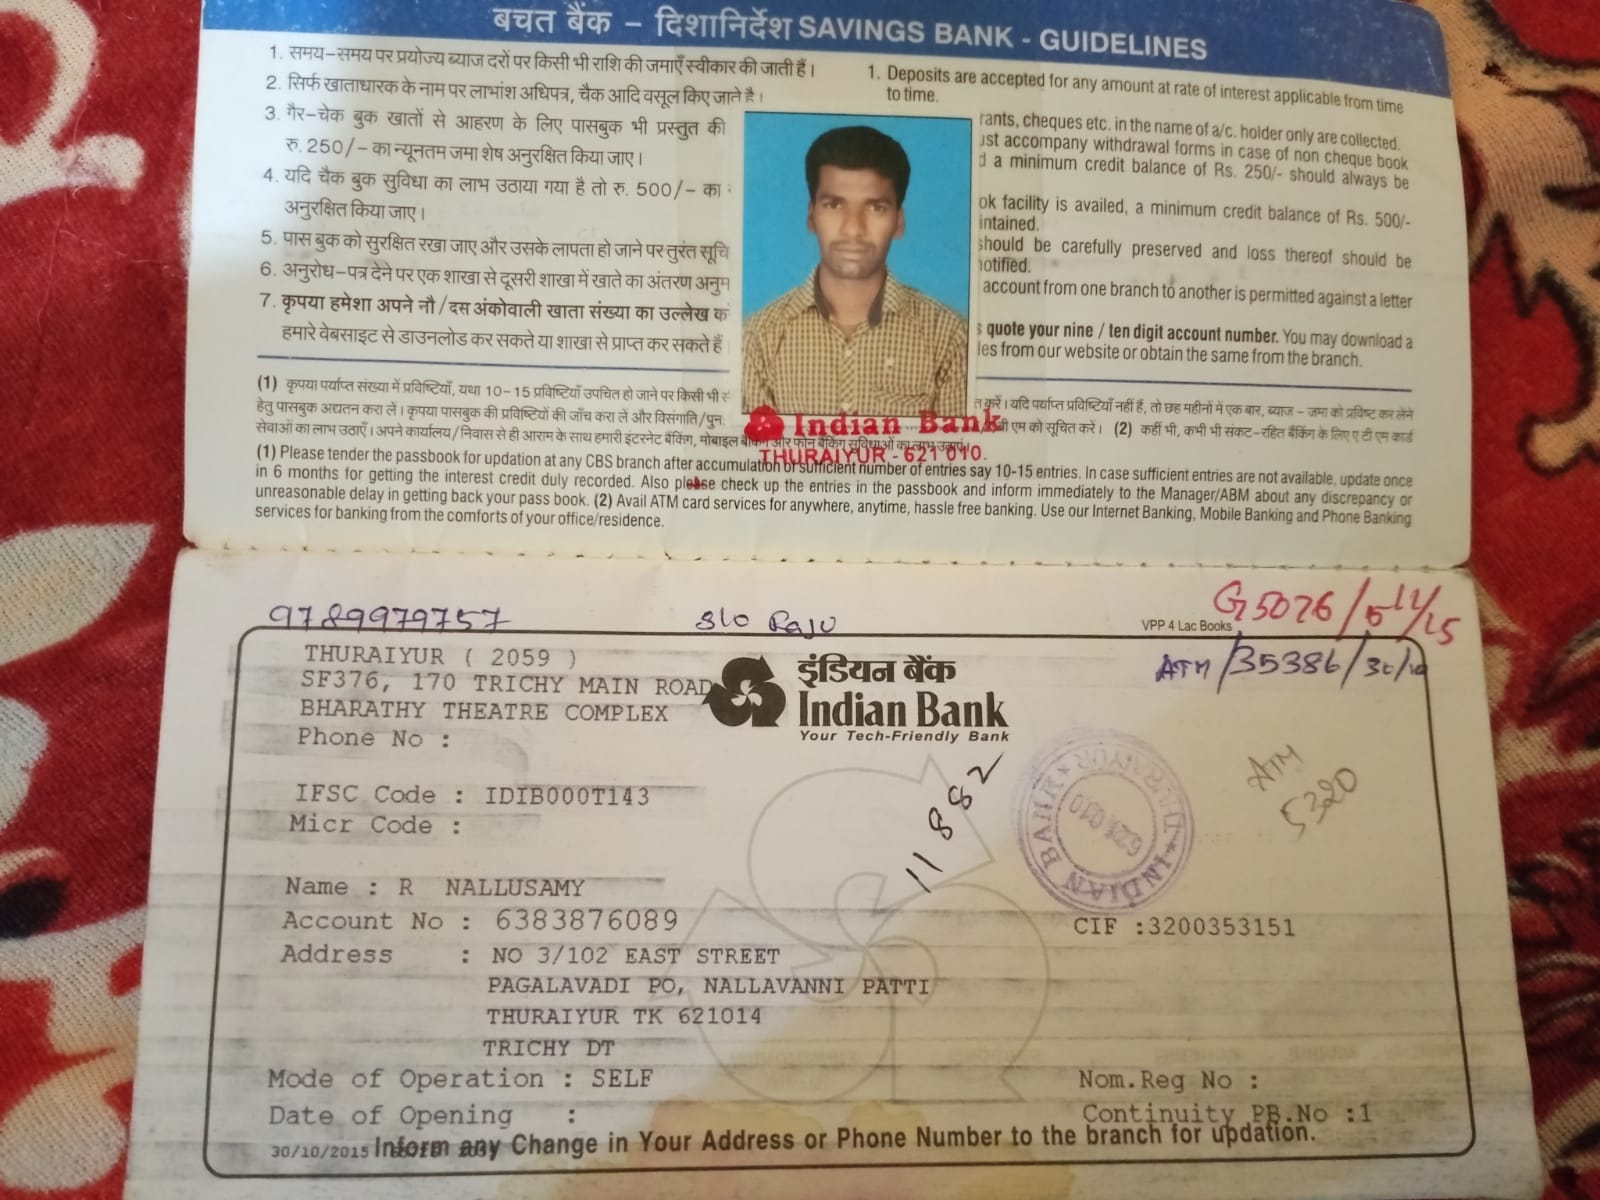 बचत बैंक – दिशानिर्देश SAVINGS BANK - GUIDELINES
1. समय–समय पर प्रयोज्य ब्याज दरों पर किसी भी राशि की जमाएँ स्वीकार की जाती हैं।
2. सिर्फ खाताधारक के नाम पर लाभांश अधिपत्र, चैक आदि वसूल किए जाते है।
3. गैर–चेक बुक खातों से आहरण के लिए पासबुक भी प्रस्तुत की
रु. 250/– का न्यूनतम जमा शेष अनुरक्षित किया जाए।
4. यदि चैक बुक सुविधा का लाभ उठाया गया है तो रु. 500/– का
अनुरक्षित किया जाए।
5. पास बुक को सुरक्षित रखा जाए और उसके लापता हो जाने पर तुरंत सूचि
6. अनुरोध–पत्र देने पर एक शाखा से दूसरी शाखा में खाते का अंतरण अनुम
7. कृपया हमेशा अपने नौ/दस अंकोवाली खाता संख्या का उल्लेख क
हमारे वेबसाइट से डाउनलोड कर सकते या शाखा से प्राप्त कर सकते हैं
1. Deposits are accepted for any amount at rate of interest applicable from time
to time.
rants, cheques etc. in the name of a/c. holder only are collected.
ust accompany withdrawal forms in case of non cheque book
d a minimum credit balance of Rs. 250/- should always be
ok facility is availed, a minimum credit balance of Rs. 500/-
intained.
should be carefully preserved and loss thereof should be
notified.
account from one branch to another is permitted against a letter
s quote your nine / ten digit account number. You may download a
les from our website or obtain the same from the branch.
(1) कृपया पर्याप्त संख्या में प्रविष्टियाँ, यथा 10–15 प्रविष्टियाँ उपचित हो जाने पर किसी भी त करें। यदि पर्याप्त प्रविष्टियाँ नहीं हैं, तो छह महीनों में एक बार, ब्याज – जमा को प्रविष्ट कर लेने
हेतु पासबुक अद्यतन करा लें। कृपया पासबुक की प्रविष्टियों की जाँच करा लें और विसंगति/पुन. बी एम को सूचित करें। (2) कहीं भी, कभी भी संकट–रहित बैंकिंग के लिए ए टी एम कार्ड
सेवाओं का लाभ उठाएँ। अपने कार्यालय/निवास से ही आराम के साथ हमारी इंटरनेट बैंकिंग, मोबाइल बैंकिंग और फोन बैंकिंग सुविधाओं का लाभ उठाएं।
Indian Bank
THURAIYUR - 621 010.
(1) Please tender the passbook for updation at any CBS branch after accumulation of sufficient number of entries say 10-15 entries. In case sufficient entries are not available, update once
in 6 months for getting the interest credit duly recorded. Also please check up the entries in the passbook and inform immediately to the Manager/ABM about any discrepancy or
unreasonable delay in getting back your pass book. (2) Avail ATM card services for anywhere, anytime, hassle free banking. Use our Internet Banking, Mobile Banking and Phone Banking
services for banking from the comforts of your office/residence.
9789979757 S/o Raju
VPP 4 Lac Books
G5076/5/11/15
ATM/35386/30/10
THURAIYUR ( 2059 )
SF376, 170 TRICHY MAIN ROAD
BHARATHY THEATRE COMPLEX
Phone No :
इंडियन बैंक
Indian Bank
Your Tech-Friendly Bank
11882
ATM
5320
INDIAN BANK ★ THURAIYUR ★
621 010
IFSC Code : IDIB000T143
Micr Code :
Name : R NALLUSAMY
Account No : 6383876089
CIF :3200353151
Address : NO 3/102 EAST STREET
PAGALAVADI PO, NALLAVANNI PATTI
THURAIYUR TK 621014
TRICHY DT
Mode of Operation : SELF
Nom.Reg No :
Date of Opening :
Continuity PB.No :1
30/10/2015 Inform any Change in Your Address or Phone Number to the branch for updation.